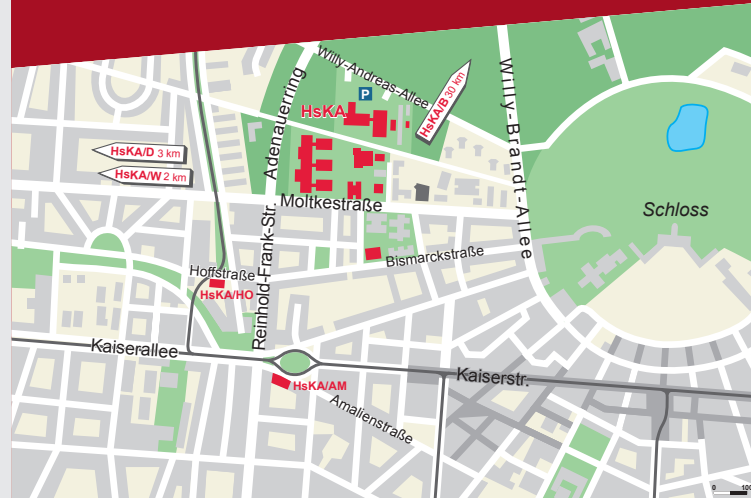 Willy-Andreas-Allee
P
HsKA
HsKA/B 30 km
Willy-Brandt-Allee
Adenauerring
HsKA/D 3 km
HsKA/W 2 km
Moltkestraße
Schloss
Reinhold-Frank-Str.
Bismarckstraße
Hoffstraße
HsKA/HO
Kaiserallee
Kaiserstr.
HsKA/AM
Amalienstraße
0